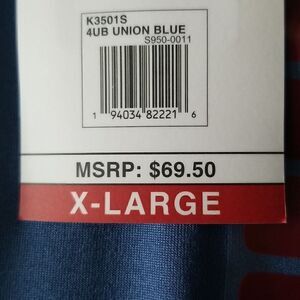 K3501S
4UB UNION BLUE
S950-0011
1 94034 82221 6
MSRP: $69.50
X-LARGE